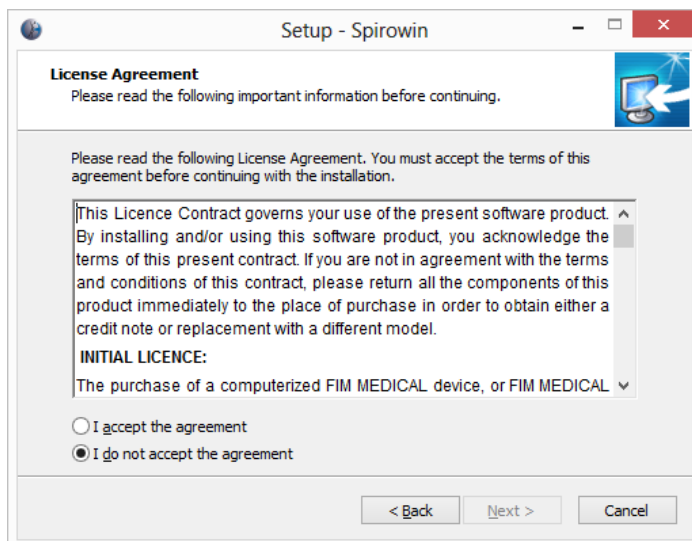 Setup - Spirowin
License Agreement
Please read the following important information before continuing.
Please read the following License Agreement. You must accept the terms of this
agreement before continuing with the installation.
This Licence Contract governs your use of the present software product.
By installing and/or using this software product, you acknowledge the
terms of this present contract. If you are not in agreement with the terms
and conditions of this contract, please return all the components of this
product immediately to the place of purchase in order to obtain either a
credit note or replacement with a different model.
INITIAL LICENCE:
The purchase of a computerized FIM MEDICAL device, or FIM MEDICAL
I accept the agreement
I do not accept the agreement
< Back Next > Cancel